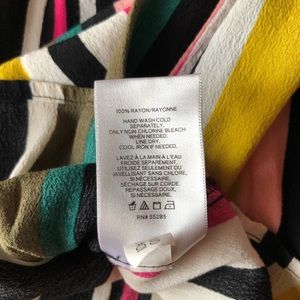 100% RAYON/RAYONNE
HAND WASH COLD
SEPARATELY.
ONLY NON CHLORINE BLEACH
WHEN NEEDED.
LINE DRY.
COOL IRON IF NEEDED.
LAVEZ À LA MAIN À L'EAU
FROIDE SÉPARÉMENT.
UTILISEZ SEULEMENT DU
JAVELLISANT SANS CHLORE
SI NÉCESSAIRE.
SÉCHAGE SUR CORDE.
REPASSAGE DOUX,
SI NÉCESSAIRE.
RN# 55285